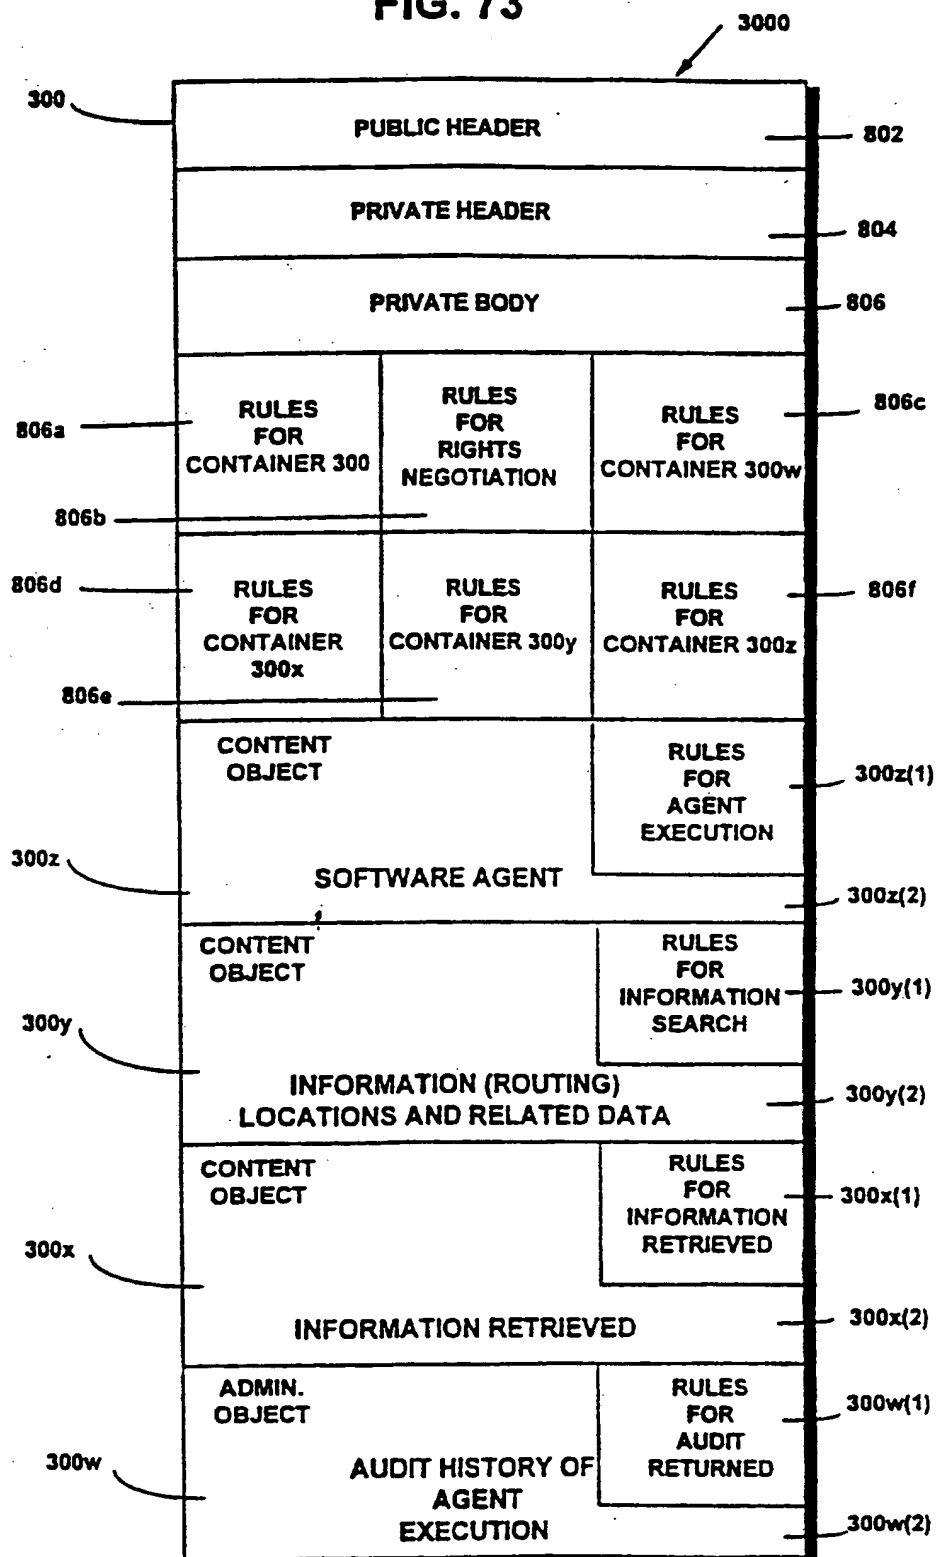 FIG. 73
3000
300
PUBLIC HEADER
802
PRIVATE HEADER
804
PRIVATE BODY
806
806a
RULES
FOR
CONTAINER 300
806b
RULES
FOR
RIGHTS
NEGOTIATION
RULES
FOR
CONTAINER 300w
806c
806d
RULES
FOR
CONTAINER
300x
806e
RULES
FOR
CONTAINER 300y
RULES
FOR
CONTAINER 300z
806f
CONTENT
OBJECT
RULES
FOR
AGENT
EXECUTION
300z(1)
300z
SOFTWARE AGENT
300z(2)
CONTENT
OBJECT
RULES
FOR
INFORMATION
SEARCH
300y(1)
300y
INFORMATION (ROUTING)
LOCATIONS AND RELATED DATA
300y(2)
CONTENT
OBJECT
RULES
FOR
INFORMATION
RETRIEVED
300x(1)
300x
INFORMATION RETRIEVED
300x(2)
ADMIN.
OBJECT
RULES
FOR
AUDIT
RETURNED
300w(1)
300w
AUDIT HISTORY OF
AGENT
EXECUTION
300w(2)